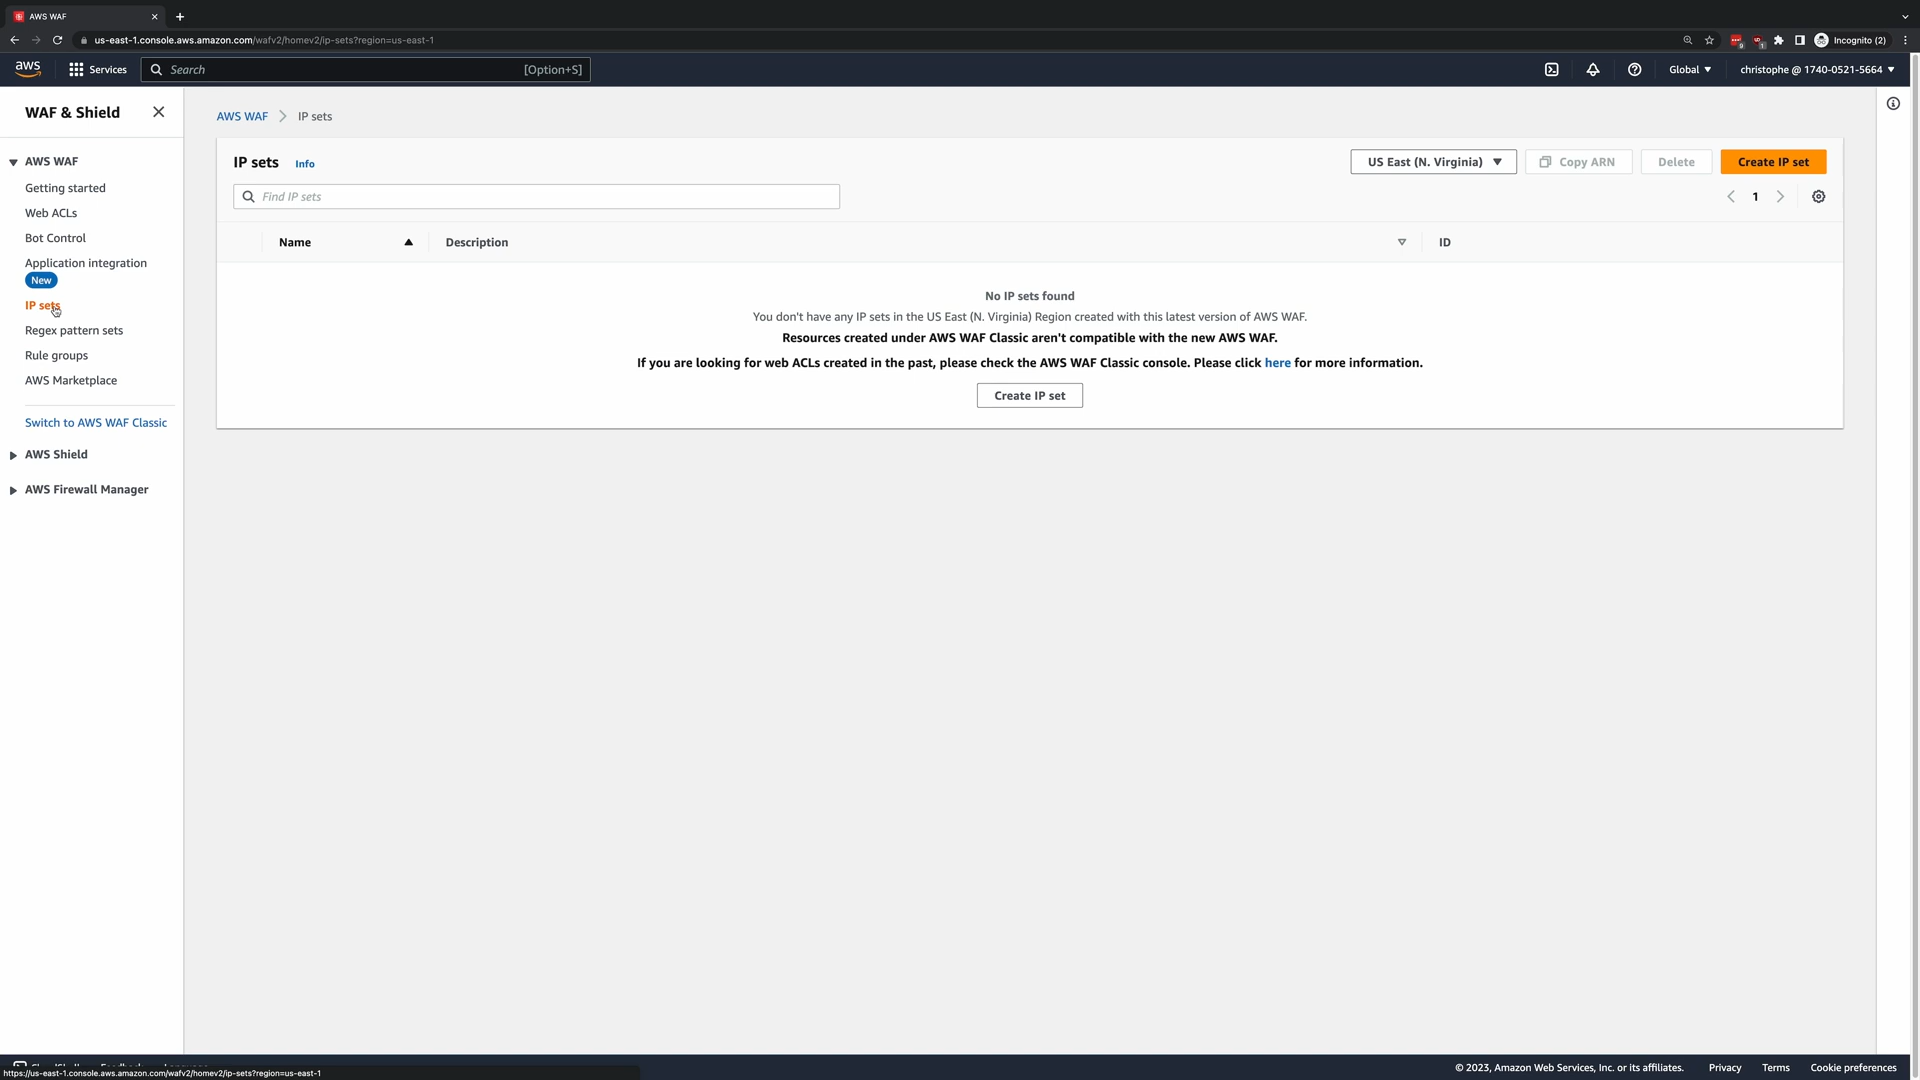 AWS WAF
us-east-1.console.aws.amazon.com/wafv2/homev2/ip-sets?region=us-east-1
Incognito (2)
aws
Services
Search
[Option+S]
Global
christophe @ 1740-0521-5664
WAF & Shield
AWS WAF
Getting started
Web ACLs
Bot Control
Application integration
New
IP sets
Regex pattern sets
Rule groups
AWS Marketplace
Switch to AWS WAF Classic
AWS Shield
AWS Firewall Manager
AWS WAF
IP sets
IP sets
Info
US East (N. Virginia)
Copy ARN
Delete
Create IP set
Find IP sets
1
Name
Description
ID
No IP sets found
You don't have any IP sets in the US East (N. Virginia) Region created with this latest version of AWS WAF.
Resources created under AWS WAF Classic aren't compatible with the new AWS WAF.
If you are looking for web ACLs created in the past, please check the AWS WAF Classic console. Please click here for more information.
Create IP set
https://us-east-1.console.aws.amazon.com/wafv2/homev2/ip-sets?region=us-east-1
© 2023, Amazon Web Services, Inc. or its affiliates.
Privacy
Terms
Cookie preferences